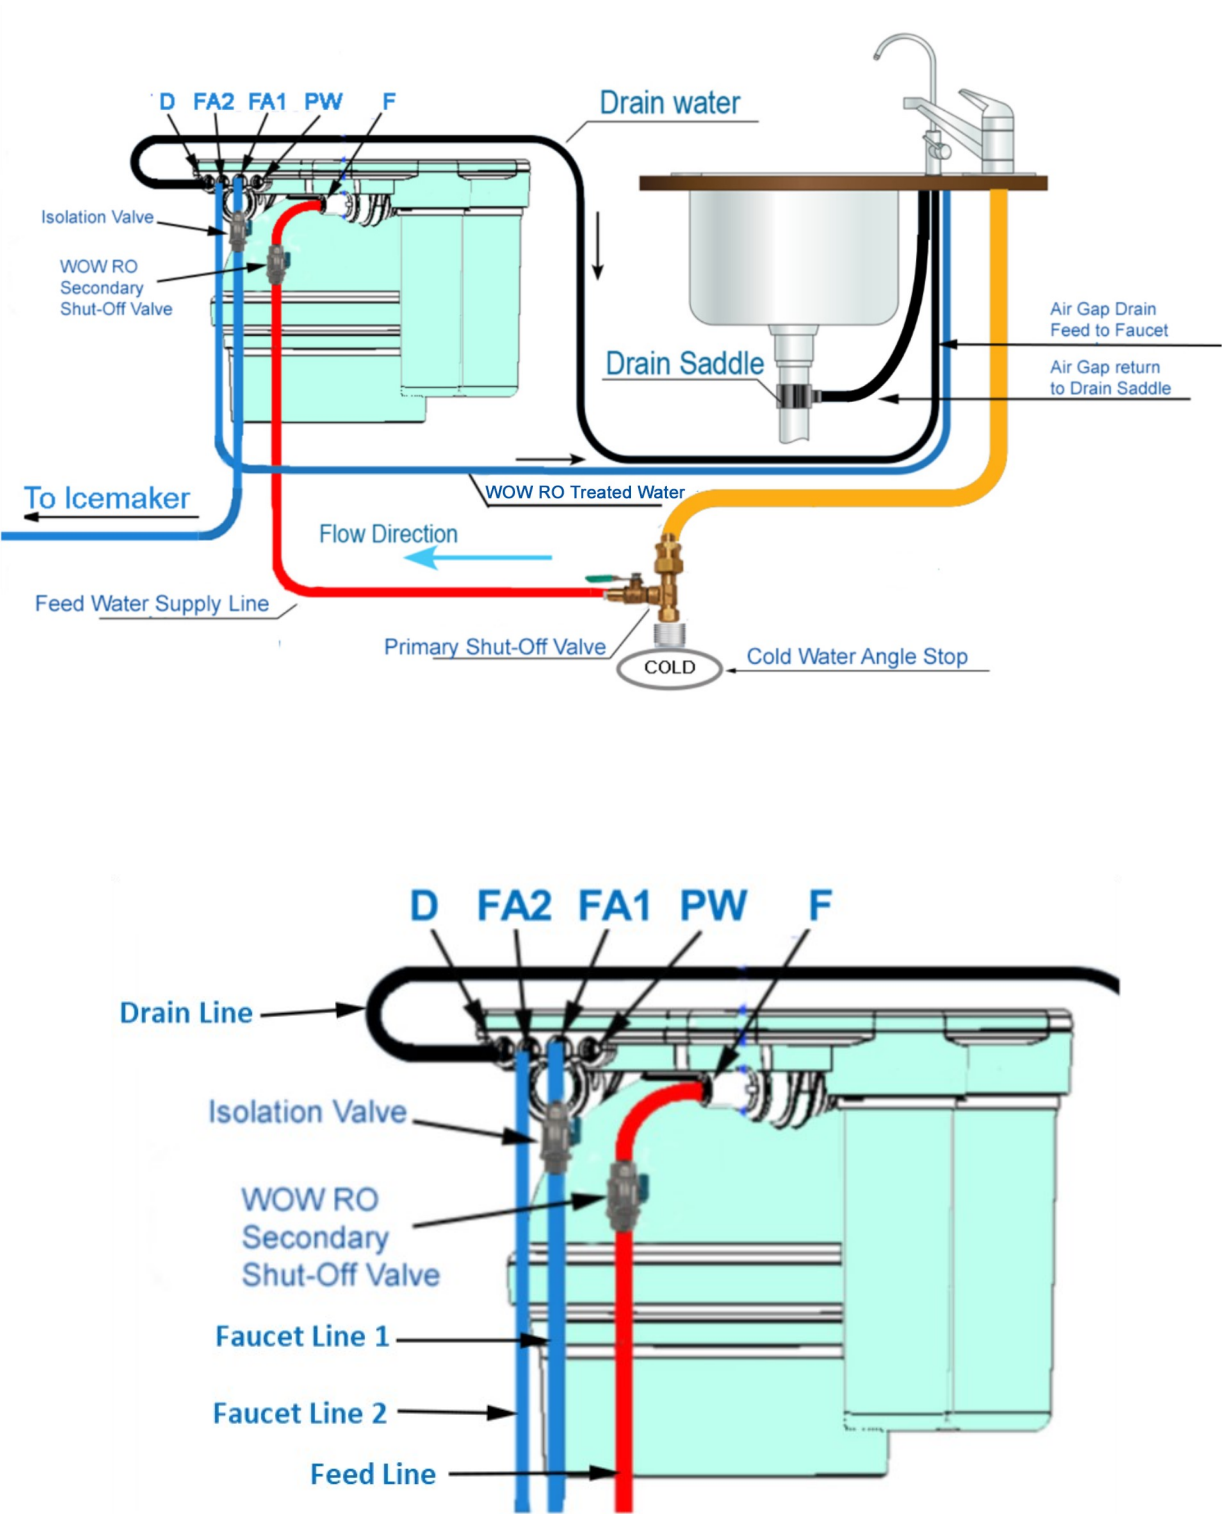 D FA2 FA1 PW F
Drain water
Isolation Valve
WOW RO
Secondary
Shut-Off Valve
Air Gap Drain
Feed to Faucet
Drain Saddle
Air Gap return
to Drain Saddle
To Icemaker
WOW RO Treated Water
Flow Direction
Feed Water Supply Line
Primary Shut-Off Valve
COLD
Cold Water Angle Stop
D FA2 FA1 PW F
Drain Line
Isolation Valve
WOW RO
Secondary
Shut-Off Valve
Faucet Line 1
Faucet Line 2
Feed Line